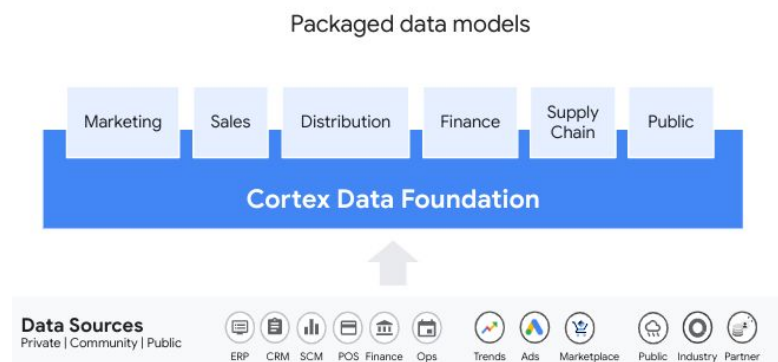 Packaged data models
Marketing
Sales
Distribution
Finance
Supply
Chain
Public
Cortex Data Foundation
Data Sources
Private | Community | Public
ERP CRM SCM POS Finance Ops Trends Ads Marketplace Public Industry Partner